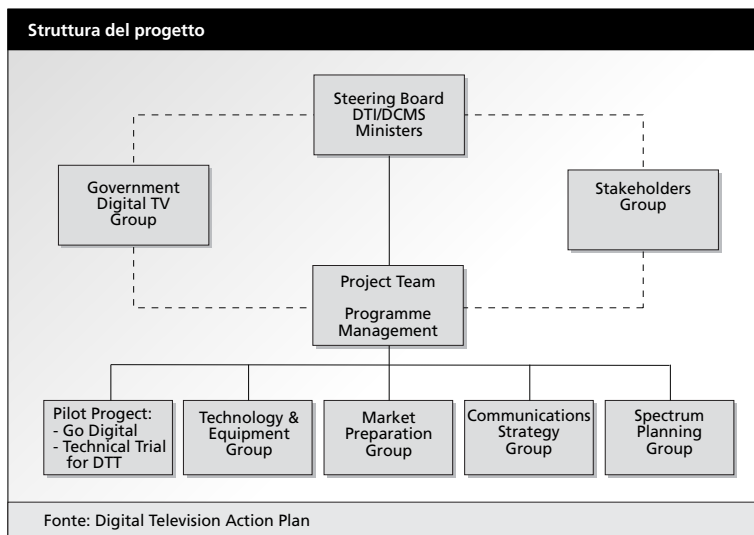 Struttura del progetto
Steering Board
DTI/DCMS
Ministers
Government
Digital TV
Group
Stakeholders
Group
Project Team
Programme
Management
Pilot Progect:
- Go Digital
- Technical Trial
for DTT
Technology &
Equipment
Group
Market
Preparation
Group
Communications
Strategy
Group
Spectrum
Planning
Group
Fonte: Digital Television Action Plan